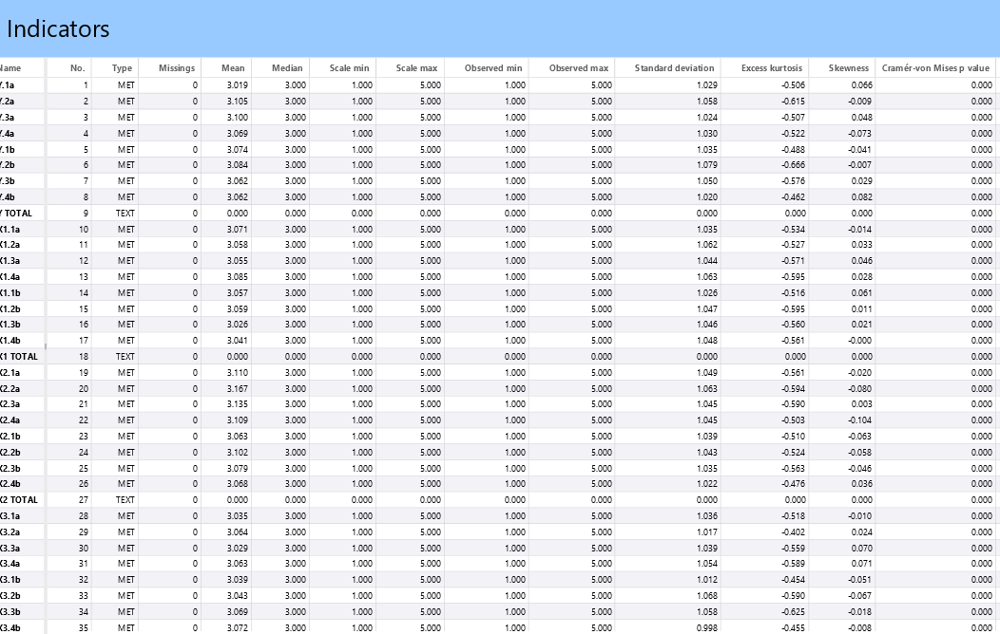 Indicators
Name No. Type Missings Mean Median Scale min Scale max Observed min Observed max Standard deviation Excess kurtosis Skewness Cramér-von Mises p value
Y.1a 1 MET 0 3.019 3.000 1.000 5.000 1.000 5.000 1.029 -0.506 0.066 0.000
Y.2a 2 MET 0 3.105 3.000 1.000 5.000 1.000 5.000 1.058 -0.615 -0.009 0.000
Y.3a 3 MET 0 3.100 3.000 1.000 5.000 1.000 5.000 1.024 -0.507 0.048 0.000
Y.4a 4 MET 0 3.069 3.000 1.000 5.000 1.000 5.000 1.030 -0.522 -0.073 0.000
Y.1b 5 MET 0 3.074 3.000 1.000 5.000 1.000 5.000 1.035 -0.488 -0.041 0.000
Y.2b 6 MET 0 3.084 3.000 1.000 5.000 1.000 5.000 1.079 -0.666 -0.007 0.000
Y.3b 7 MET 0 3.062 3.000 1.000 5.000 1.000 5.000 1.050 -0.576 0.029 0.000
Y.4b 8 MET 0 3.062 3.000 1.000 5.000 1.000 5.000 1.020 -0.462 0.082 0.000
Y TOTAL 9 TEXT 0 0.000 0.000 0.000 0.000 0.000 0.000 0.000 0.000 0.000 0.000
X1.1a 10 MET 0 3.071 3.000 1.000 5.000 1.000 5.000 1.035 -0.534 -0.014 0.000
X1.2a 11 MET 0 3.058 3.000 1.000 5.000 1.000 5.000 1.062 -0.527 0.033 0.000
X1.3a 12 MET 0 3.055 3.000 1.000 5.000 1.000 5.000 1.044 -0.571 0.046 0.000
X1.4a 13 MET 0 3.085 3.000 1.000 5.000 1.000 5.000 1.063 -0.595 0.028 0.000
X1.1b 14 MET 0 3.057 3.000 1.000 5.000 1.000 5.000 1.026 -0.516 0.061 0.000
X1.2b 15 MET 0 3.059 3.000 1.000 5.000 1.000 5.000 1.047 -0.595 0.011 0.000
X1.3b 16 MET 0 3.026 3.000 1.000 5.000 1.000 5.000 1.046 -0.560 0.021 0.000
X1.4b 17 MET 0 3.041 3.000 1.000 5.000 1.000 5.000 1.048 -0.561 -0.000 0.000
X1 TOTAL 18 TEXT 0 0.000 0.000 0.000 0.000 0.000 0.000 0.000 0.000 0.000 0.000
X2.1a 19 MET 0 3.110 3.000 1.000 5.000 1.000 5.000 1.049 -0.561 -0.020 0.000
X2.2a 20 MET 0 3.167 3.000 1.000 5.000 1.000 5.000 1.063 -0.594 -0.080 0.000
X2.3a 21 MET 0 3.135 3.000 1.000 5.000 1.000 5.000 1.045 -0.590 0.003 0.000
X2.4a 22 MET 0 3.109 3.000 1.000 5.000 1.000 5.000 1.045 -0.503 -0.104 0.000
X2.1b 23 MET 0 3.063 3.000 1.000 5.000 1.000 5.000 1.039 -0.510 -0.063 0.000
X2.2b 24 MET 0 3.102 3.000 1.000 5.000 1.000 5.000 1.043 -0.524 -0.058 0.000
X2.3b 25 MET 0 3.079 3.000 1.000 5.000 1.000 5.000 1.035 -0.563 -0.046 0.000
X2.4b 26 MET 0 3.068 3.000 1.000 5.000 1.000 5.000 1.022 -0.476 0.036 0.000
X2 TOTAL 27 TEXT 0 0.000 0.000 0.000 0.000 0.000 0.000 0.000 0.000 0.000 0.000
X3.1a 28 MET 0 3.035 3.000 1.000 5.000 1.000 5.000 1.036 -0.518 -0.010 0.000
X3.2a 29 MET 0 3.064 3.000 1.000 5.000 1.000 5.000 1.017 -0.402 0.024 0.000
X3.3a 30 MET 0 3.029 3.000 1.000 5.000 1.000 5.000 1.039 -0.559 0.070 0.000
X3.4a 31 MET 0 3.063 3.000 1.000 5.000 1.000 5.000 1.054 -0.589 0.071 0.000
X3.1b 32 MET 0 3.039 3.000 1.000 5.000 1.000 5.000 1.012 -0.454 -0.051 0.000
X3.2b 33 MET 0 3.043 3.000 1.000 5.000 1.000 5.000 1.068 -0.590 -0.067 0.000
X3.3b 34 MET 0 3.069 3.000 1.000 5.000 1.000 5.000 1.058 -0.625 -0.018 0.000
X3.4b 35 MET 0 3.072 3.000 1.000 5.000 1.000 5.000 0.998 -0.455 -0.008 0.000